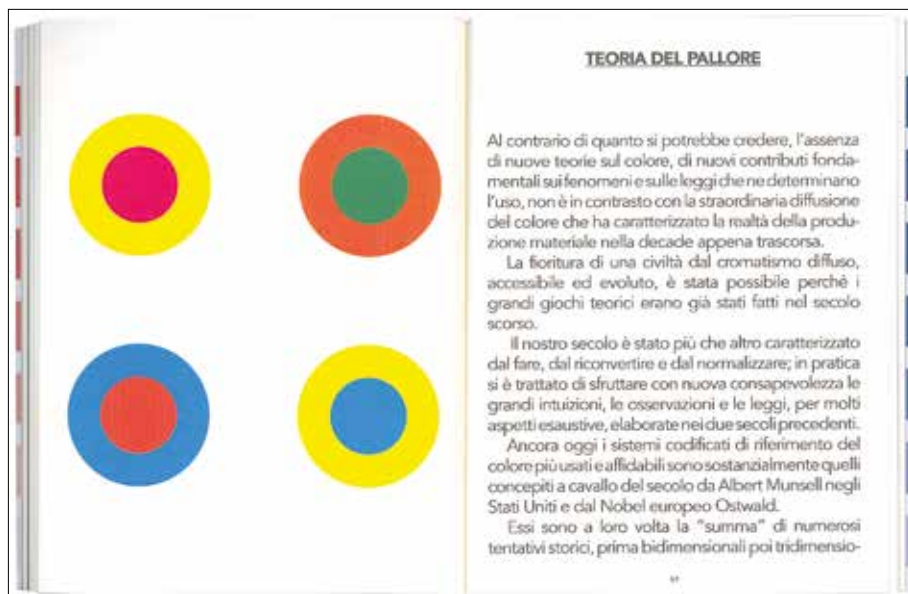 TEORIA DEL PALLORE
Al contrario di quanto si potrebbe credere, l'assenza
di nuove teorie sul colore, di nuovi contributi fonda-
mentali sui fenomeni e sulle leggi che ne determinano
l'uso, non è in contrasto con la straordinaria diffusione
del colore che ha caratterizzato la realtà della produ-
zione materiale nella decade appena trascorsa.
La fioritura di una civiltà dal cromatismo diffuso,
accessibile ed evoluto, è stata possibile perchè i
grandi giochi teorici erano già stati fatti nel secolo
scorso.
Il nostro secolo è stato più che altro caratterizzato
dal fare, dal riconvertire e dal normalizzare; in pratica
si è trattato di sfruttare con nuova consapevolezza le
grandi intuizioni, le osservazioni e le leggi, per molti
aspetti esaustive, elaborate nei due secoli precedenti.
Ancora oggi i sistemi codificati di riferimento del
colore più usati e affidabili sono sostanzialmente quelli
concepiti a cavallo del secolo da Albert Munsell negli
Stati Uniti e dal Nobel europeo Ostwald.
Essi sono a loro volta la "summa" di numerosi
tentativi storici, prima bidimensionali poi tridimensio-